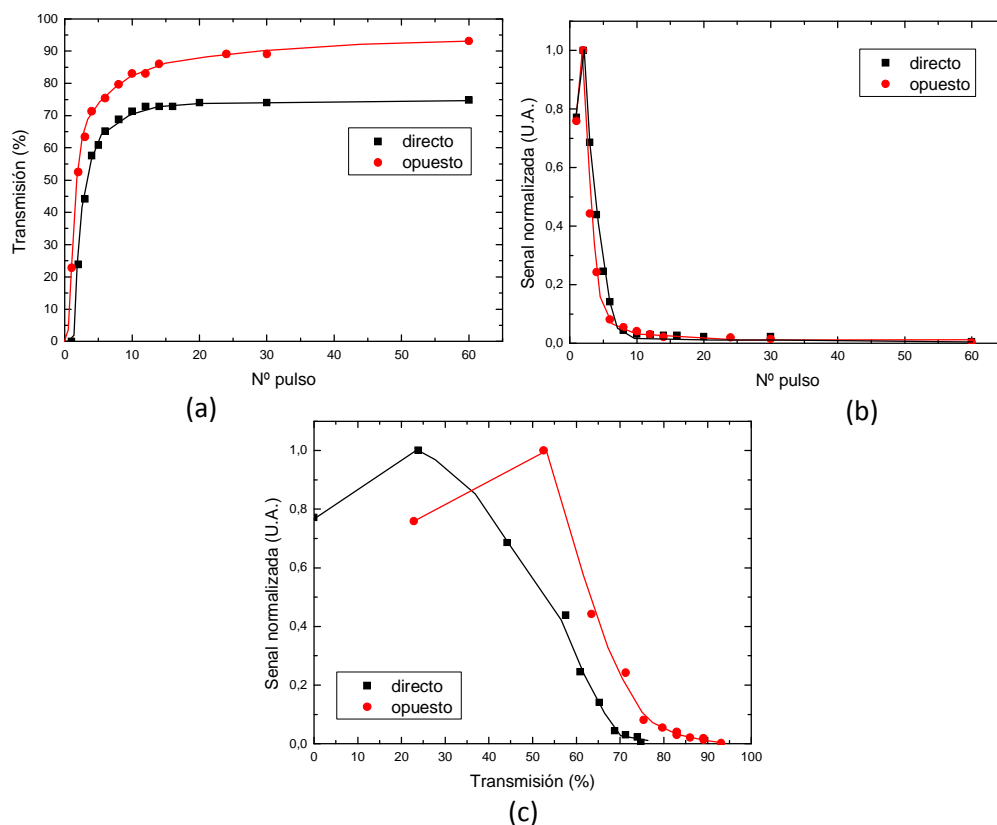 100
90
80
70
60
50
40
30
20
10
0
Transmisión (%)
directo
opuesto
0 10 20 30 40 50 60
Nº pulso
(a)
1,0
0,8
0,6
0,4
0,2
0,0
Senal normalizada (U.A.)
directo
opuesto
0 10 20 30 40 50 60
Nº pulso
(b)
1,0
0,8
0,6
0,4
0,2
0,0
Senal normalizada (U.A.)
directo
opuesto
0 10 20 30 40 50 60 70 80 90 100
Transmisión (%)
(c)